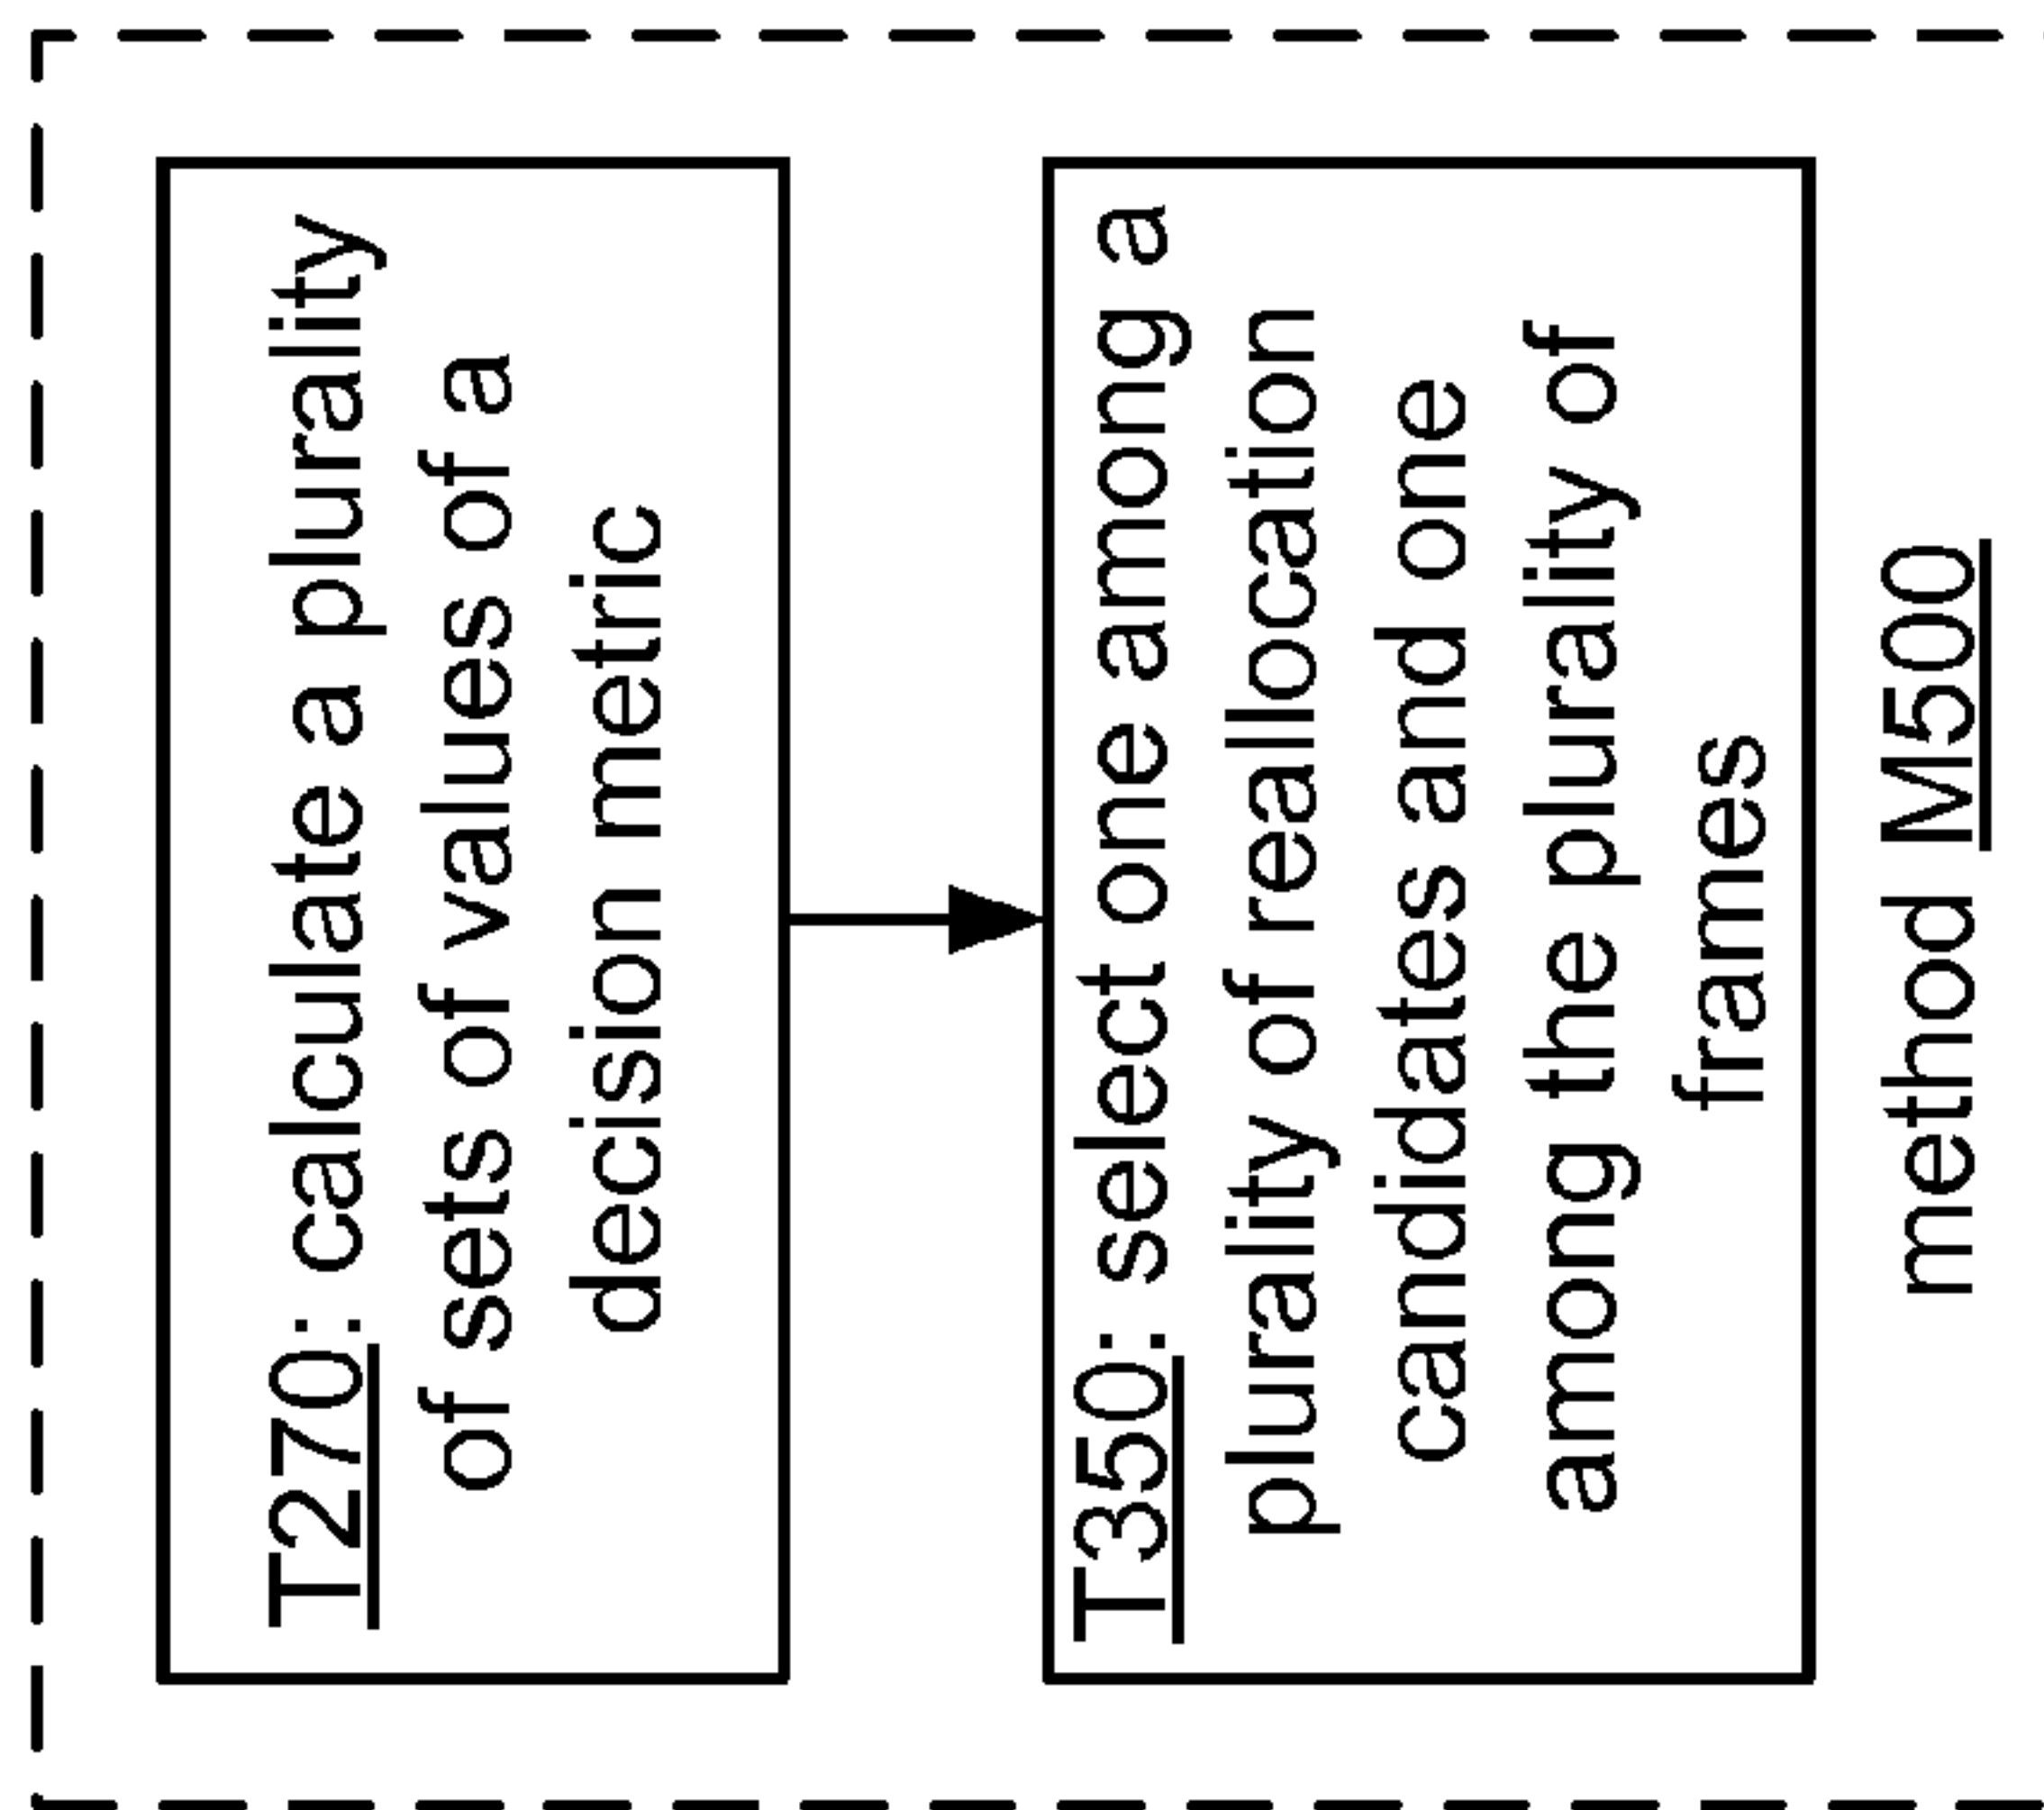 T270: calculate a plurality
of sets of values of a
decision metric
T350: select one among a
plurality of reallocation
candidates and one
among the plurality of
frames
method M500